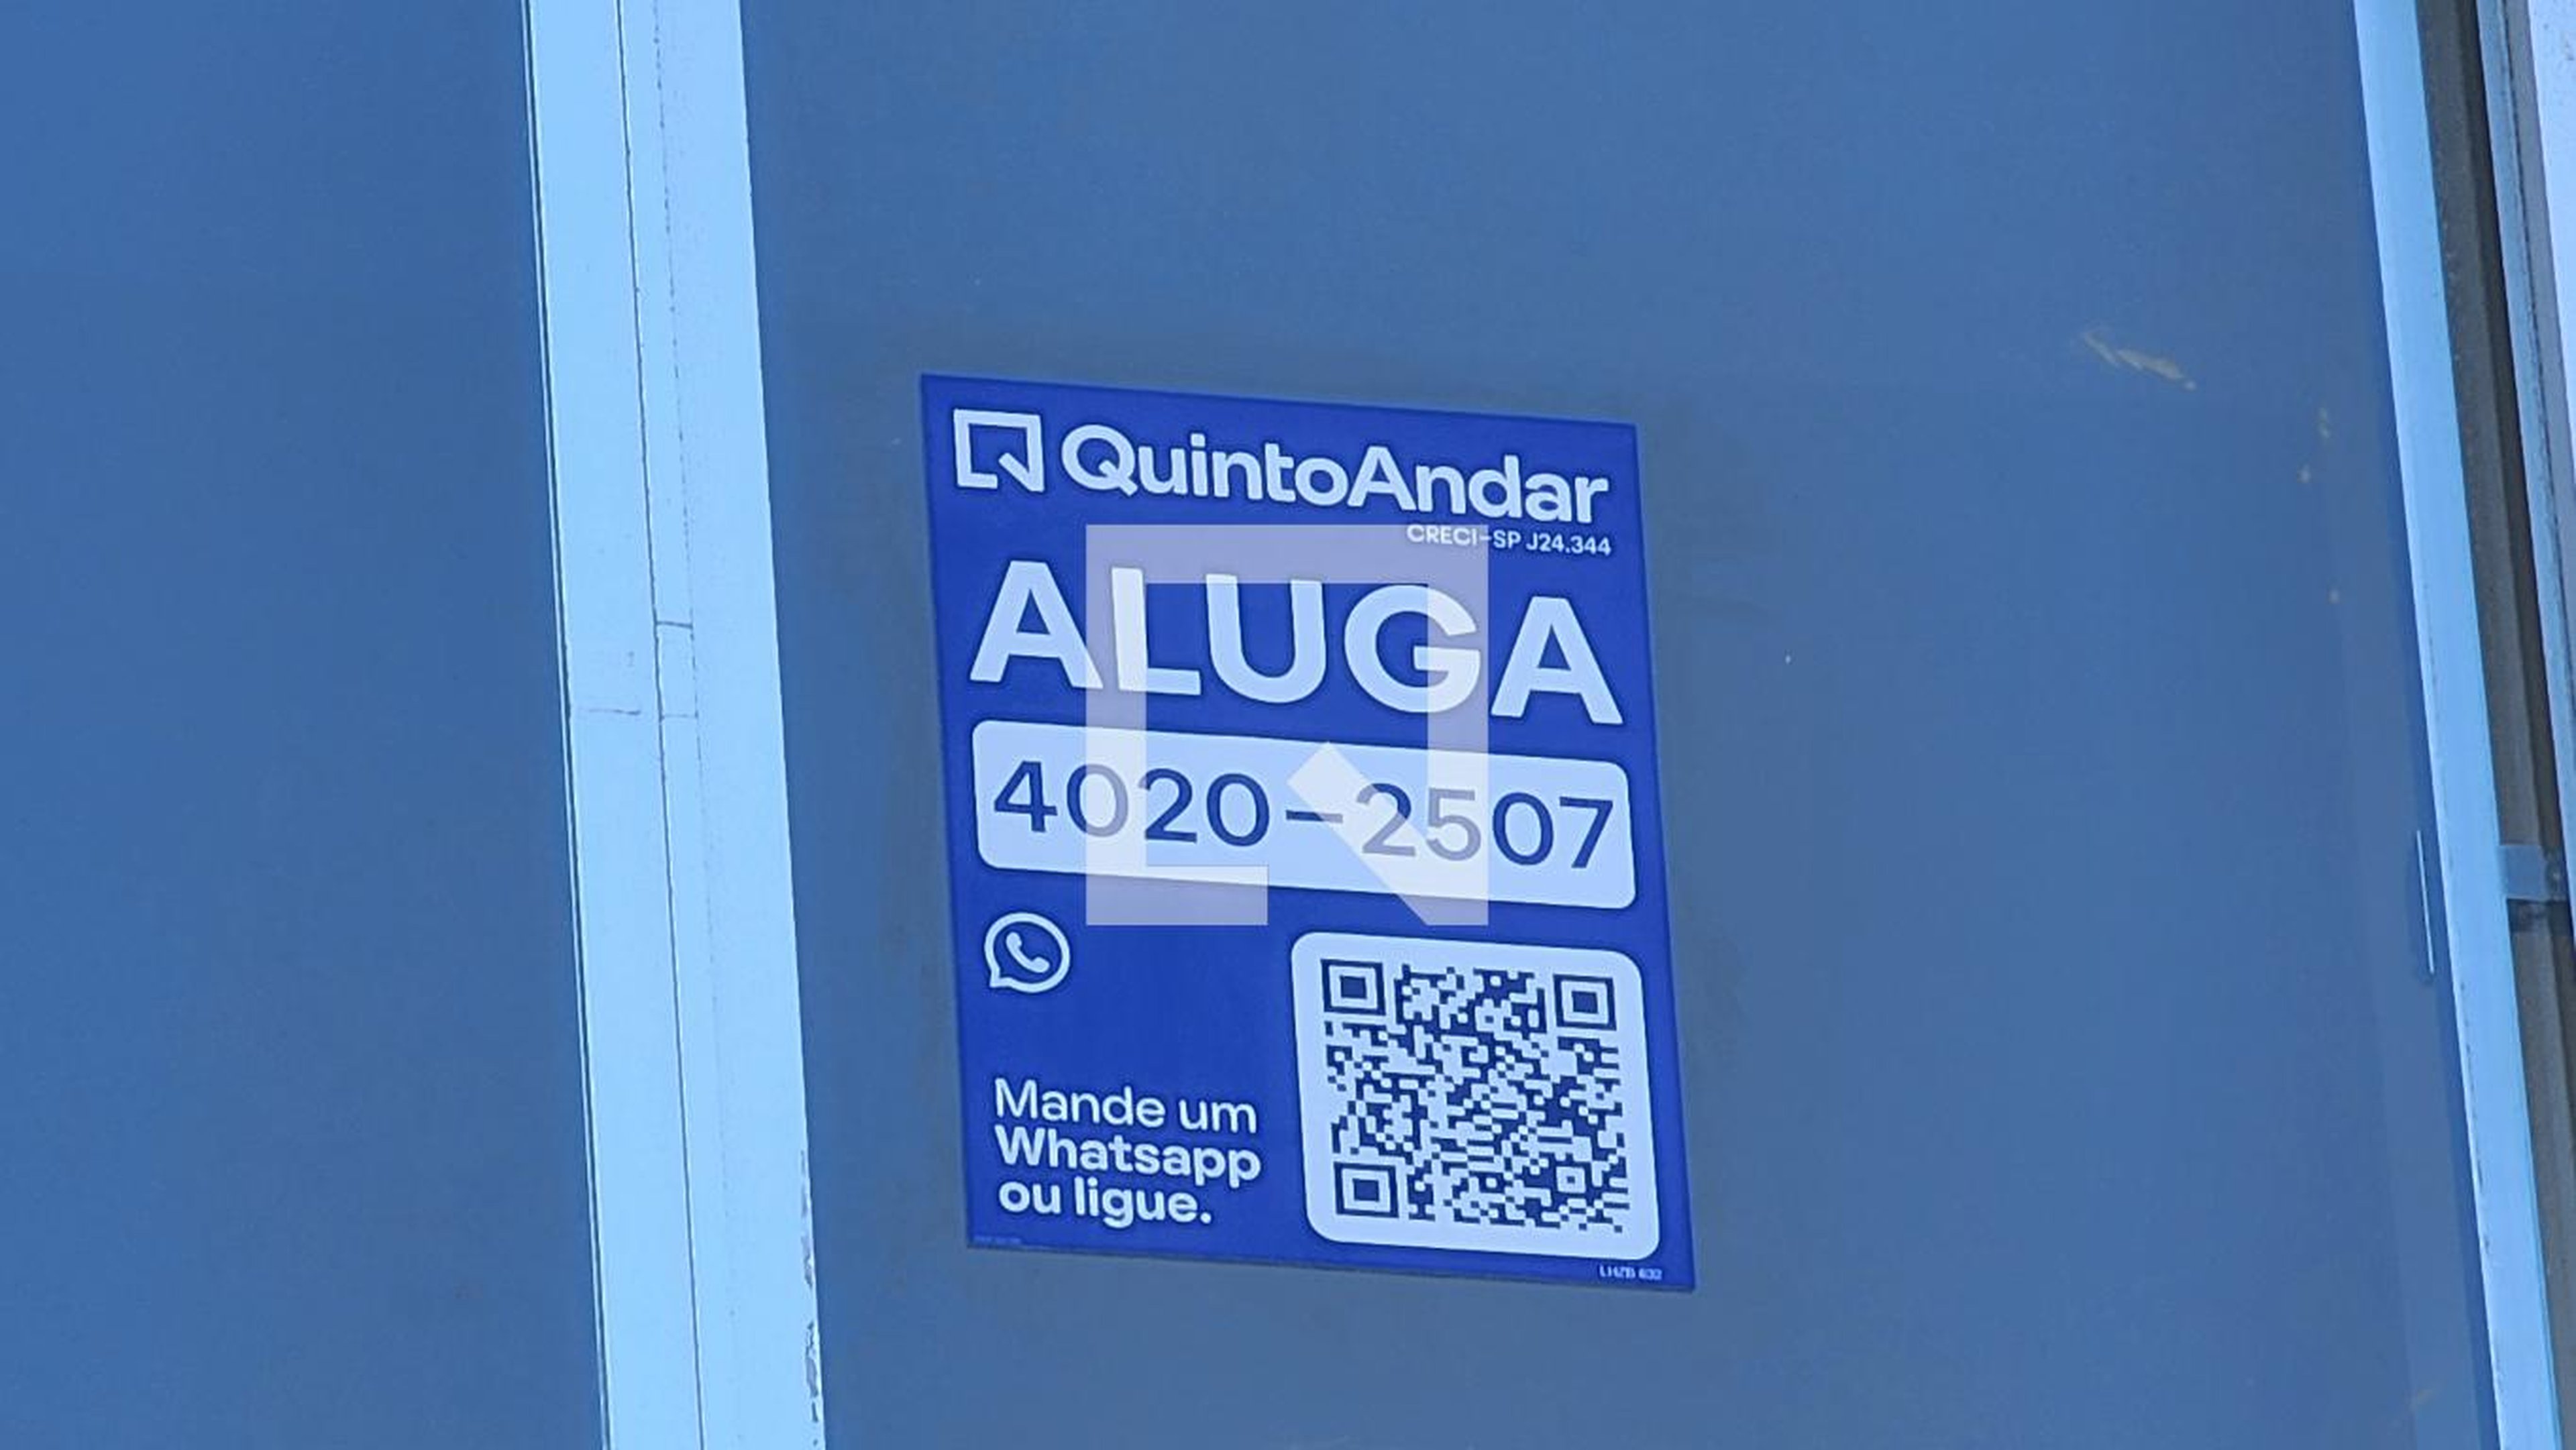 QuintoAndar
CRECI-SP J24.344
ALUGA
4020-2507
Mande um
Whatsapp
ou ligue.